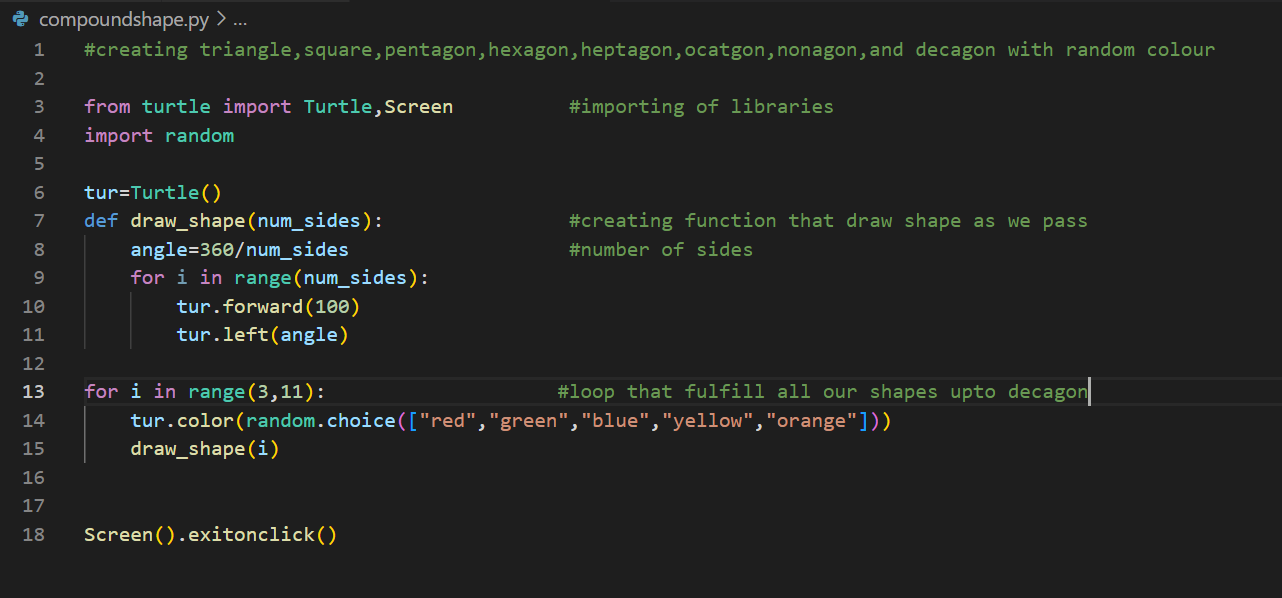 compoundshape.py > ...
1 #creating triangle,square,pentagon,hexagon,heptagon,ocatgon,nonagon,and decagon with random colour
2
3 from turtle import Turtle,Screen          #importing of libraries
4 import random
5
6 tur=Turtle()
7 def draw_shape(num_sides):                #creating function that draw shape as we pass
8     angle=360/num_sides                   #number of sides
9     for i in range(num_sides):
10         tur.forward(100)
11         tur.left(angle)
12
13 for i in range(3,11):                    #loop that fulfill all our shapes upto decagon
14     tur.color(random.choice(["red","green","blue","yellow","orange"]))
15     draw_shape(i)
16
17
18 Screen().exitonclick()